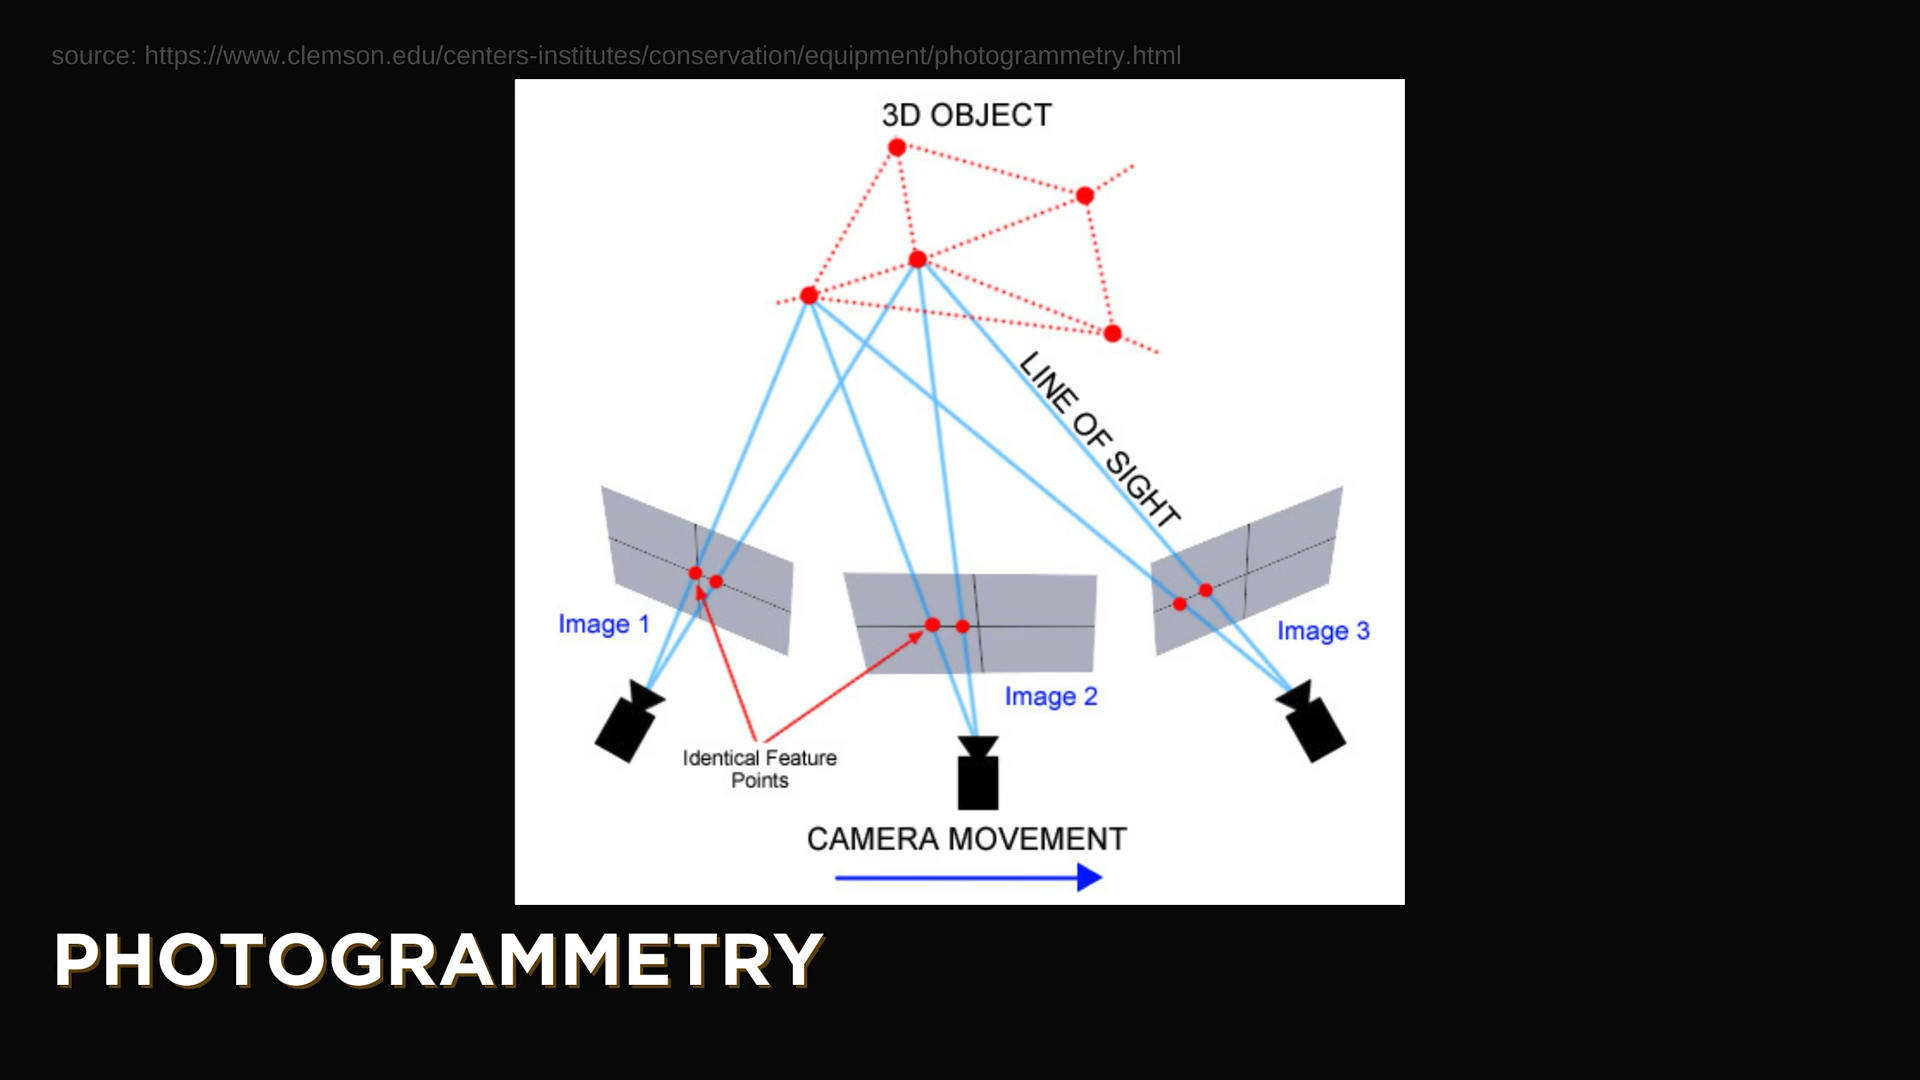 source: https://www.clemson.edu/centers-institutes/conservation/equipment/photogrammetry.html
3D OBJECT
LINE OF SIGHT
Image 1
Image 3
Image 2
Identical Feature
Points
CAMERA MOVEMENT
PHOTOGRAMMETRY